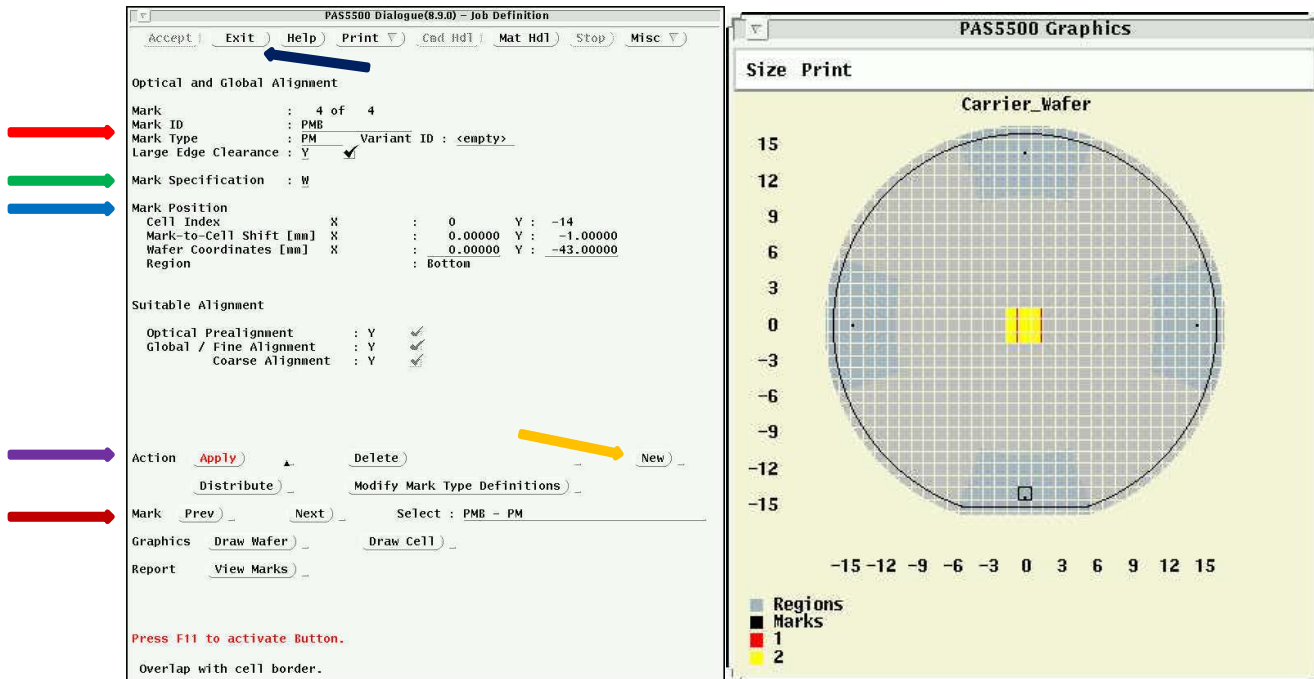 PAS5500 Dialogue(8.9.0) – Job Definition
Accept Exit Help Print Cmd Hdl Mat Hdl Stop Misc
Optical and Global Alignment
Mark : 4 of 4
Mark ID : PMB
Mark Type : PM Variant ID : <empty>
Large Edge Clearance : Y
Mark Specification : W
Mark Position
Cell Index X : 0 Y : -14
Mark-to-Cell Shift [mm] X : 0.00000 Y : -1.00000
Wafer Coordinates [mm] X : 0.00000 Y : -43.00000
Region : Bottom
Suitable Alignment
Optical Prealignment : Y
Global / Fine Alignment : Y
Coarse Alignment : Y
Action Apply Delete New
Distribute Modify Mark Type Definitions
Mark Prev Next Select : PMB - PM
Graphics Draw Wafer Draw Cell
Report View Marks
Press F11 to activate Button.
Overlap with cell border.
PAS5500 Graphics
Size Print
Carrier_Wafer
15
12
9
6
3
0
-3
-6
-9
-12
-15
-15 -12 -9 -6 -3 0 3 6 9 12 15
Regions
Marks
1
2